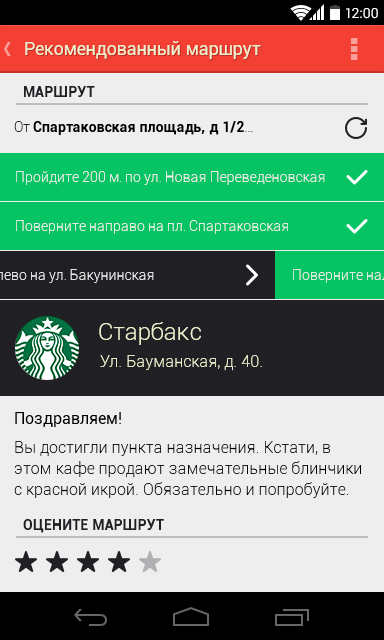 12:00
Рекомендованный маршрут
МАРШРУТ
От Спартаковская площадь, д 1/2...
Пройдите 200 м. по ул. Новая Переведеновская
Поверните направо на пл. Спартаковская
лево на ул. Бакунинская
Поверните нал
Старбакс
Ул. Бауманская, д. 40.
Поздравляем!
Вы достигли пункта назначения. Кстати, в
этом кафе продают замечательные блинчики
с красной икрой. Обязательно и попробуйте.
ОЦЕНИТЕ МАРШРУТ